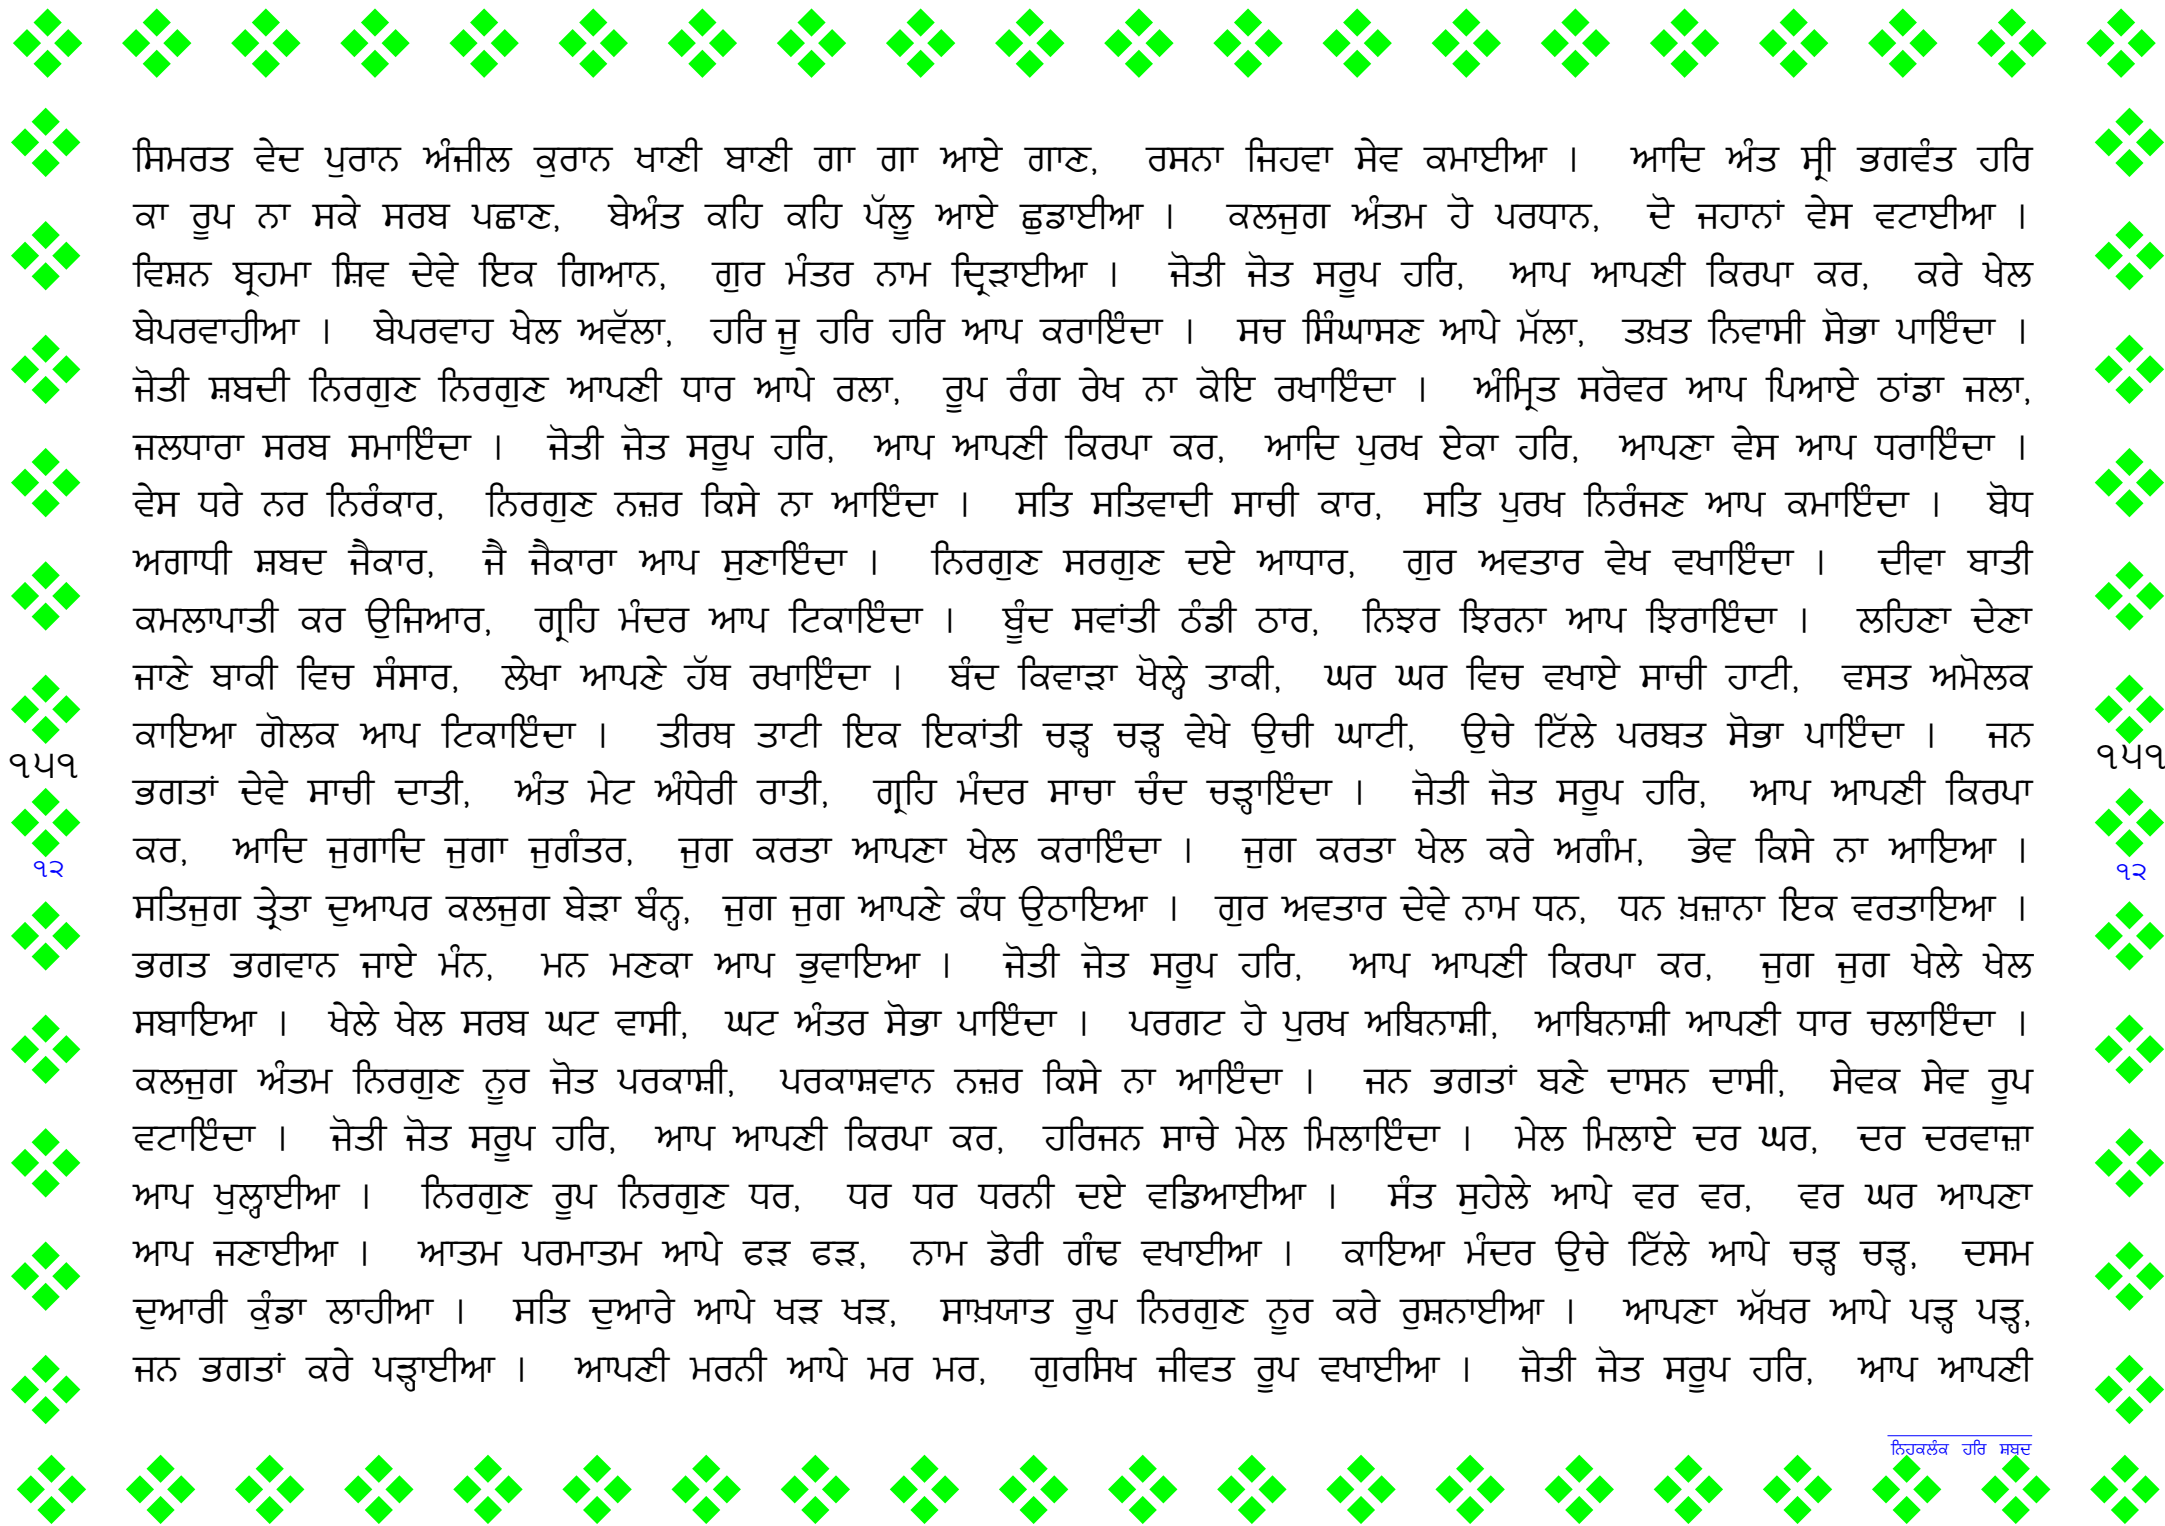 ਸਿਮਰਤ ਵੇਦ ਪੁਰਾਨ ਅੰਜੀਲ ਕੁਰਾਨ ਖਾਣੀ ਬਾਣੀ ਗਾ ਗਾ ਆਏ ਗਾਣ, ਰਸਨਾ ਜਿਹਵਾ ਸੇਵ ਕਮਾਈਆ । ਆਦਿ ਅੰਤ ਸ੍ਰੀ ਭਗਵੰਤ ਹਰਿ
ਕਾ ਰੂਪ ਨਾ ਸਕੇ ਸਰਬ ਪਛਾਣ, ਬੇਅੰਤ ਕਹਿ ਕਹਿ ਪੱਲੂ ਆਏ ਛੁਡਾਈਆ । ਕਲਜੁਗ ਅੰਤਮ ਹੋ ਪਰਧਾਨ, ਦੋ ਜਹਾਨਾਂ ਵੇਸ ਵਟਾਈਆ ।
ਵਿਸ਼ਨ ਬ੍ਰਹਮਾ ਸ਼ਿਵ ਦੇਵੇ ਇਕ ਗਿਆਨ, ਗੁਰ ਮੰਤਰ ਨਾਮ ਦ੍ਰਿੜਾਈਆ । ਜੋਤੀ ਜੋਤ ਸਰੂਪ ਹਰਿ, ਆਪ ਆਪਣੀ ਕਿਰਪਾ ਕਰ, ਕਰੇ ਖੇਲ
ਬੇਪਰਵਾਹੀਆ । ਬੇਪਰਵਾਹ ਖੇਲ ਅਵੱਲਾ, ਹਰਿ ਜੂ ਹਰਿ ਹਰਿ ਆਪ ਕਰਾਇੰਦਾ । ਸਚ ਸਿੰਘਾਸਣ ਆਪੇ ਮੱਲਾ, ਤਖ਼ਤ ਨਿਵਾਸੀ ਸੋਭਾ ਪਾਇੰਦਾ ।
ਜੋਤੀ ਸ਼ਬਦੀ ਨਿਰਗੁਣ ਨਿਰਗੁਣ ਆਪਣੀ ਧਾਰ ਆਪੇ ਰਲਾ, ਰੂਪ ਰੰਗ ਰੇਖ ਨਾ ਕੋਇ ਰਖਾਇੰਦਾ । ਅੰਮ੍ਰਿਤ ਸਰੋਵਰ ਆਪ ਪਿਆਏ ਠਾਂਡਾ ਜਲਾ,
ਜਲਧਾਰਾ ਸਰਬ ਸਮਾਇੰਦਾ । ਜੋਤੀ ਜੋਤ ਸਰੂਪ ਹਰਿ, ਆਪ ਆਪਣੀ ਕਿਰਪਾ ਕਰ, ਆਦਿ ਪੁਰਖ ਏਕਾ ਹਰਿ, ਆਪਣਾ ਵੇਸ ਆਪ ਧਰਾਇੰਦਾ ।
ਵੇਸ ਧਰੇ ਨਰ ਨਿਰੰਕਾਰ, ਨਿਰਗੁਣ ਨਜ਼ਰ ਕਿਸੇ ਨਾ ਆਇੰਦਾ । ਸਤਿ ਸਤਿਵਾਦੀ ਸਾਚੀ ਕਾਰ, ਸਤਿ ਪੁਰਖ ਨਿਰੰਜਣ ਆਪ ਕਮਾਇੰਦਾ । ਬੋਧ
ਅਗਾਧੀ ਸ਼ਬਦ ਜੈਕਾਰ, ਜੈ ਜੈਕਾਰਾ ਆਪ ਸੁਣਾਇੰਦਾ । ਨਿਰਗੁਣ ਸਰਗੁਣ ਦਏ ਆਧਾਰ, ਗੁਰ ਅਵਤਾਰ ਵੇਖ ਵਖਾਇੰਦਾ । ਦੀਵਾ ਬਾਤੀ
ਕਮਲਾਪਾਤੀ ਕਰ ਉਜਿਆਰ, ਗ੍ਰਹਿ ਮੰਦਰ ਆਪ ਟਿਕਾਇੰਦਾ । ਬੂੰਦ ਸਵਾਂਤੀ ਠੰਡੀ ਠਾਰ, ਨਿਝਰ ਝਿਰਨਾ ਆਪ ਝਿਰਾਇੰਦਾ । ਲਹਿਣਾ ਦੇਣਾ
ਜਾਣੇ ਬਾਕੀ ਵਿਚ ਸੰਸਾਰ, ਲੇਖਾ ਆਪਣੇ ਹੱਥ ਰਖਾਇੰਦਾ । ਬੰਦ ਕਿਵਾੜਾ ਖੋਲ੍ਹੇ ਤਾਕੀ, ਘਰ ਘਰ ਵਿਚ ਵਖਾਏ ਸਾਚੀ ਹਾਟੀ, ਵਸਤ ਅਮੋਲਕ
ਕਾਇਆ ਗੋਲਕ ਆਪ ਟਿਕਾਇੰਦਾ । ਤੀਰਥ ਤਾਟੀ ਇਕ ਇਕਾਂਤੀ ਚੜ੍ਹ ਚੜ੍ਹ ਵੇਖੇ ਉਚੀ ਘਾਟੀ, ਉਚੇ ਟਿੱਲੇ ਪਰਬਤ ਸੋਭਾ ਪਾਇੰਦਾ । ਜਨ
ਭਗਤਾਂ ਦੇਵੇ ਸਾਚੀ ਦਾਤੀ, ਅੰਤ ਮੇਟ ਅੰਧੇਰੀ ਰਾਤੀ, ਗ੍ਰਹਿ ਮੰਦਰ ਸਾਚਾ ਚੰਦ ਚੜ੍ਹਾਇੰਦਾ । ਜੋਤੀ ਜੋਤ ਸਰੂਪ ਹਰਿ, ਆਪ ਆਪਣੀ ਕਿਰਪਾ
੧੫੧ ੧੫੧
ਕਰ, ਆਦਿ ਜੁਗਾਦਿ ਜੁਗਾ ਜੁਗੰਤਰ, ਜੁਗ ਕਰਤਾ ਆਪਣਾ ਖੇਲ ਕਰਾਇੰਦਾ । ਜੁਗ ਕਰਤਾ ਖੇਲ ਕਰੇ ਅਗੰਮ, ਭੇਵ ਕਿਸੇ ਨਾ ਆਇਆ ।
੧੨ ੧੨
ਸਤਿਜੁਗ ਤ੍ਰੇਤਾ ਦੁਆਪਰ ਕਲਜੁਗ ਬੇੜਾ ਬੰਨ੍ਹ, ਜੁਗ ਜੁਗ ਆਪਣੇ ਕੰਧ ਉਠਾਇਆ । ਗੁਰ ਅਵਤਾਰ ਦੇਵੇ ਨਾਮ ਧਨ, ਧਨ ਖ਼ਜ਼ਾਨਾ ਇਕ ਵਰਤਾਇਆ ।
ਭਗਤ ਭਗਵਾਨ ਜਾਏ ਮੰਨ, ਮਨ ਮਣਕਾ ਆਪ ਭੁਵਾਇਆ । ਜੋਤੀ ਜੋਤ ਸਰੂਪ ਹਰਿ, ਆਪ ਆਪਣੀ ਕਿਰਪਾ ਕਰ, ਜੁਗ ਜੁਗ ਖੇਲੇ ਖੇਲ
ਸਬਾਇਆ । ਖੇਲੇ ਖੇਲ ਸਰਬ ਘਟ ਵਾਸੀ, ਘਟ ਅੰਤਰ ਸੋਭਾ ਪਾਇੰਦਾ । ਪਰਗਟ ਹੋ ਪੁਰਖ ਅਬਿਨਾਸ਼ੀ, ਆਬਿਨਾਸ਼ੀ ਆਪਣੀ ਧਾਰ ਚਲਾਇੰਦਾ ।
ਕਲਜੁਗ ਅੰਤਮ ਨਿਰਗੁਣ ਨੂਰ ਜੋਤ ਪਰਕਾਸ਼ੀ, ਪਰਕਾਸ਼ਵਾਨ ਨਜ਼ਰ ਕਿਸੇ ਨਾ ਆਇੰਦਾ । ਜਨ ਭਗਤਾਂ ਬਣੇ ਦਾਸਨ ਦਾਸੀ, ਸੇਵਕ ਸੇਵ ਰੂਪ
ਵਟਾਇੰਦਾ । ਜੋਤੀ ਜੋਤ ਸਰੂਪ ਹਰਿ, ਆਪ ਆਪਣੀ ਕਿਰਪਾ ਕਰ, ਹਰਿਜਨ ਸਾਚੇ ਮੇਲ ਮਿਲਾਇੰਦਾ । ਮੇਲ ਮਿਲਾਏ ਦਰ ਘਰ, ਦਰ ਦਰਵਾਜ਼ਾ
ਆਪ ਖੁਲ੍ਹਾਈਆ । ਨਿਰਗੁਣ ਰੂਪ ਨਿਰਗੁਣ ਧਰ, ਧਰ ਧਰ ਧਰਨੀ ਦਏ ਵਡਿਆਈਆ । ਸੰਤ ਸੁਹੇਲੇ ਆਪੇ ਵਰ ਵਰ, ਵਰ ਘਰ ਆਪਣਾ
ਆਪ ਜਣਾਈਆ । ਆਤਮ ਪਰਮਾਤਮ ਆਪੇ ਫੜ ਫੜ, ਨਾਮ ਡੋਰੀ ਗੰਢ ਵਖਾਈਆ । ਕਾਇਆ ਮੰਦਰ ਉਚੇ ਟਿੱਲੇ ਆਪੇ ਚੜ੍ਹ ਚੜ੍ਹ, ਦਸਮ
ਦੁਆਰੀ ਕੁੰਡਾ ਲਾਹੀਆ । ਸਤਿ ਦੁਆਰੇ ਆਪੇ ਖੜ ਖੜ, ਸਾਖ਼ਯਾਤ ਰੂਪ ਨਿਰਗੁਣ ਨੂਰ ਕਰੇ ਰੁਸ਼ਨਾਈਆ । ਆਪਣਾ ਅੱਖਰ ਆਪੇ ਪੜ੍ਹ ਪੜ੍ਹ,
ਜਨ ਭਗਤਾਂ ਕਰੇ ਪੜ੍ਹਾਈਆ । ਆਪਣੀ ਮਰਨੀ ਆਪੇ ਮਰ ਮਰ, ਗੁਰਸਿਖ ਜੀਵਤ ਰੂਪ ਵਖਾਈਆ । ਜੋਤੀ ਜੋਤ ਸਰੂਪ ਹਰਿ, ਆਪ ਆਪਣੀ
ਨਿਹਕਲੰਕ ਹਰਿ ਸ਼ਬਦ